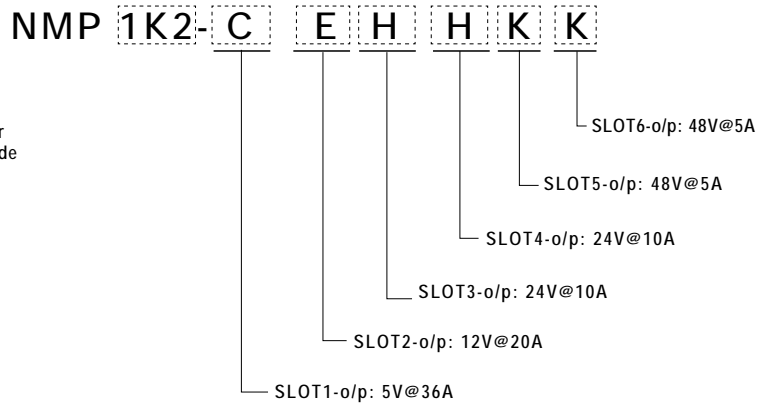 NMP 1K2-C E H H K K
r
de
SLOT6-o/p: 48V@5A
SLOT5-o/p: 48V@5A
SLOT4-o/p: 24V@10A
SLOT3-o/p: 24V@10A
SLOT2-o/p: 12V@20A
SLOT1-o/p: 5V@36A